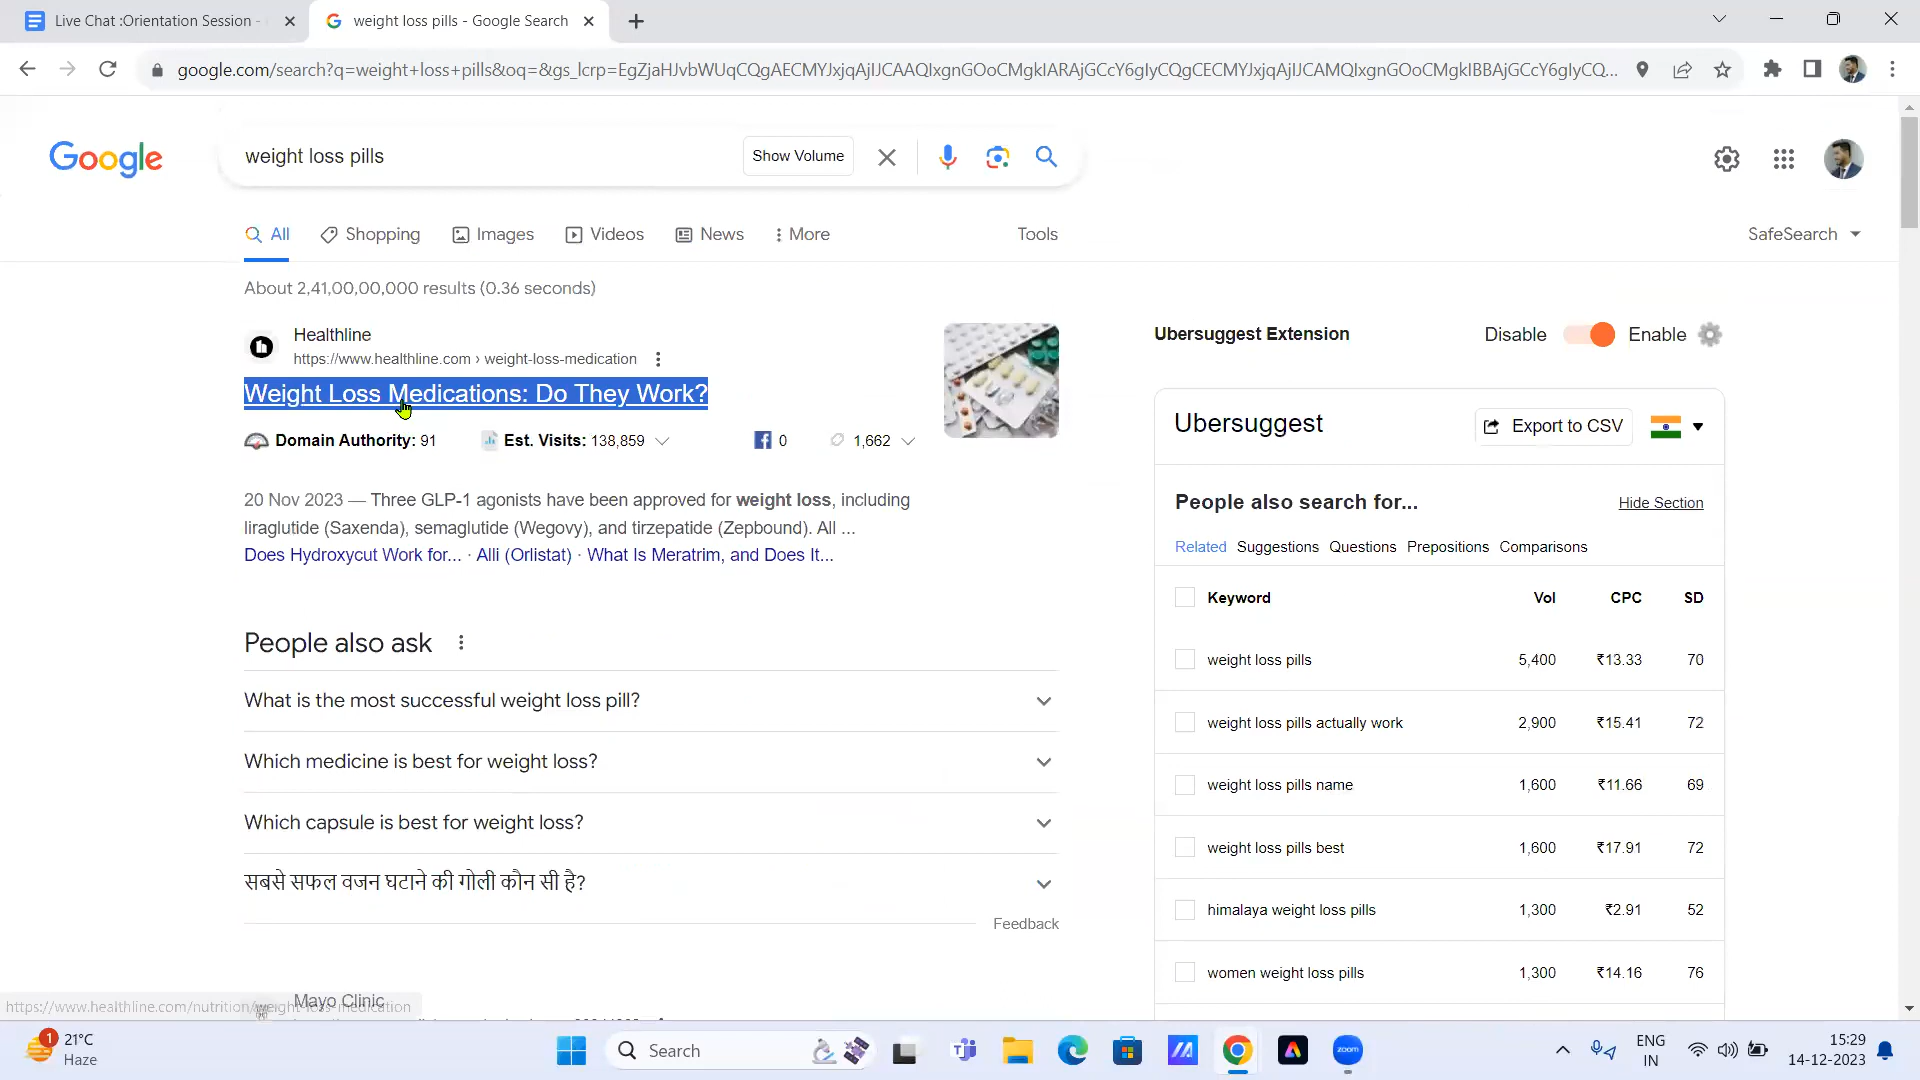 Live Chat :Orientation Session -
weight loss pills - Google Search
google.com/search?q=weight+loss+pills&oq=&gs_lcrp=EgZjaHJvbWUqCQgAECMYJxjqAjIJCAAQIxgnGOoCMgkIARAjGCcY6gIyCQgCECMYJxjqAjIJCAMQIxgnGOoCMgkIBBAjGCcY6gIyCQ...
Google
weight loss pills
Show Volume
All
Shopping
Images
Videos
News
More
Tools
SafeSearch
About 2,41,00,00,000 results (0.36 seconds)
Healthline
https://www.healthline.com › weight-loss-medication
Weight Loss Medications: Do They Work?
Domain Authority: 91
Est. Visits: 138,859
0
1,662
20 Nov 2023 — Three GLP-1 agonists have been approved for weight loss, including
liraglutide (Saxenda), semaglutide (Wegovy), and tirzepatide (Zepbound). All ...
Does Hydroxycut Work for... · Alli (Orlistat) · What Is Meratrim, and Does It...
People also ask
What is the most successful weight loss pill?
Which medicine is best for weight loss?
Which capsule is best for weight loss?
सबसे सफल वजन घटाने की गोली कौन सी है?
Feedback
Mayo Clinic
https://www.healthline.com/nutrition/weight-loss-medication
Ubersuggest Extension
Disable
Enable
Ubersuggest
Export to CSV
People also search for...
Hide Section
Related Suggestions Questions Prepositions Comparisons
Keyword Vol CPC SD
weight loss pills 5,400 ₹13.33 70
weight loss pills actually work 2,900 ₹15.41 72
weight loss pills name 1,600 ₹11.66 69
weight loss pills best 1,600 ₹17.91 72
himalaya weight loss pills 1,300 ₹2.91 52
women weight loss pills 1,300 ₹14.16 76
1
21°C
Haze
Search
zoom
ENG
IN
15:29
14-12-2023